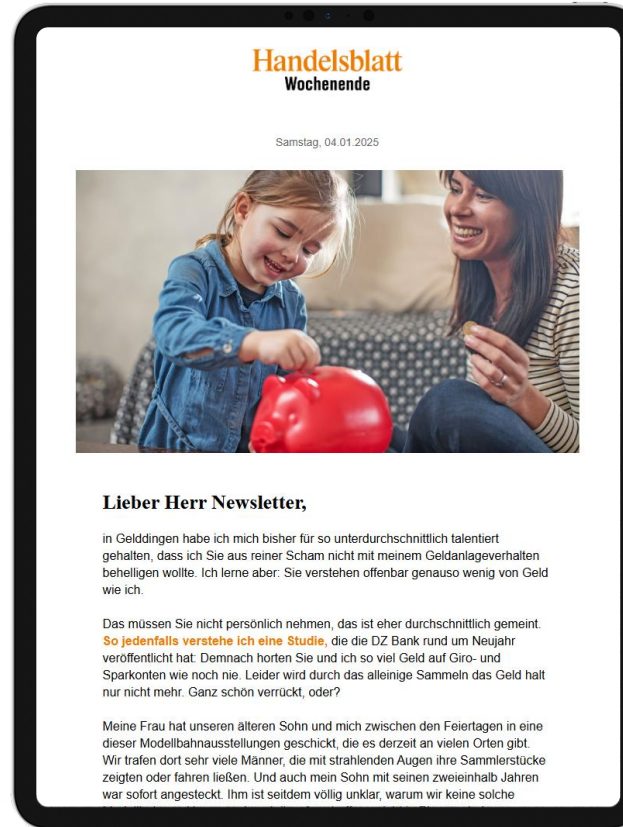 Handelsblatt
Wochenende
Samstag, 04.01.2025
Lieber Herr Newsletter,
in Gelddingen habe ich mich bisher für so unterdurchschnittlich talentiert
gehalten, dass ich Sie aus reiner Scham nicht mit meinem Geldanlageverhalten
behelligen wollte. Ich lerne aber: Sie verstehen offenbar genauso wenig von Geld
wie ich.
Das müssen Sie nicht persönlich nehmen, das ist eher durchschnittlich gemeint.
So jedenfalls verstehe ich eine Studie, die die DZ Bank rund um Neujahr
veröffentlicht hat: Demnach horten Sie und ich so viel Geld auf Giro- und
Sparkonten wie noch nie. Leider wird durch das alleinige Sammeln das Geld halt
nur nicht mehr. Ganz schön verrückt, oder?
Meine Frau hat unseren älteren Sohn und mich zwischen den Feiertagen in eine
dieser Modellbahnausstellungen geschickt, die es derzeit an vielen Orten gibt.
Wir trafen dort sehr viele Männer, die mit strahlenden Augen ihre Sammlerstücke
zeigten oder fahren ließen. Und auch mein Sohn mit seinen zweieinhalb Jahren
war sofort angesteckt. Ihm ist seitdem völlig unklar, warum wir keine solche